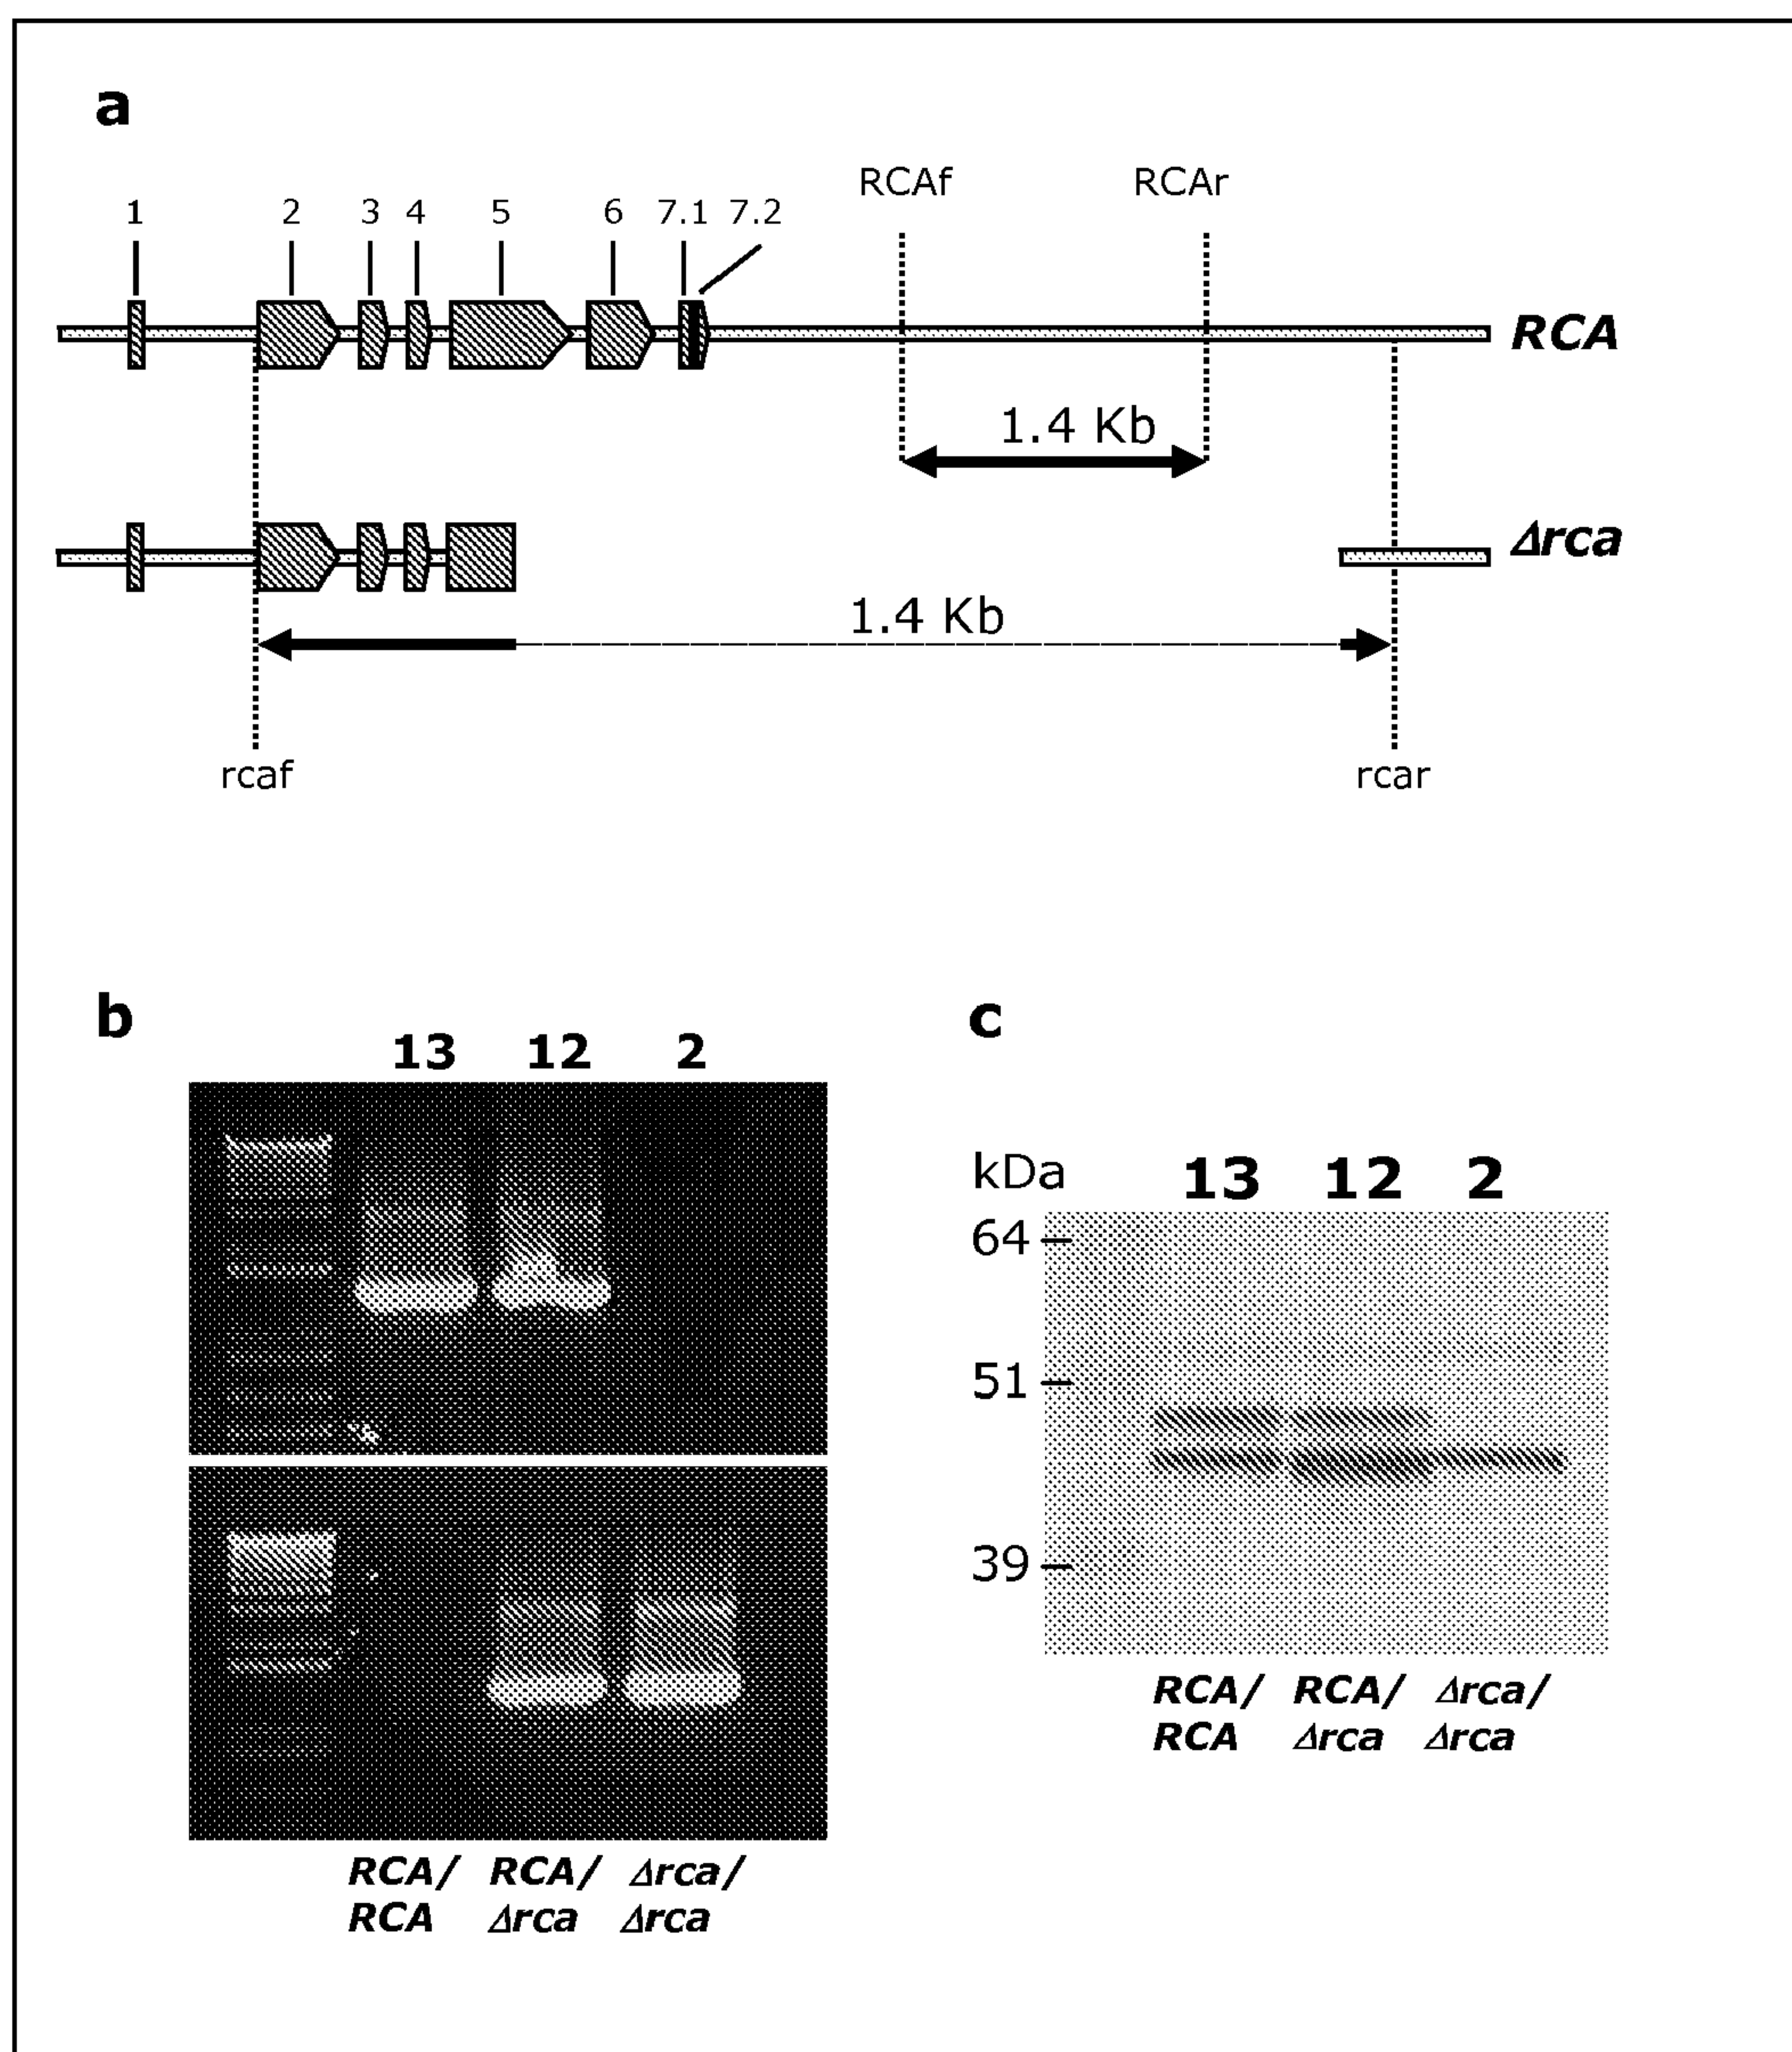 a
RCAf RCAr
1 2 3 4 5 6 7.1 7.2
RCA
1.4 Kb
Δrca
1.4 Kb
rcaf rcar
b
13 12 2
RCA/ RCA/ Δrca/
RCA Δrca Δrca
c
kDa 13 12 2
64
51
39
RCA/ RCA/ Δrca/
RCA Δrca Δrca